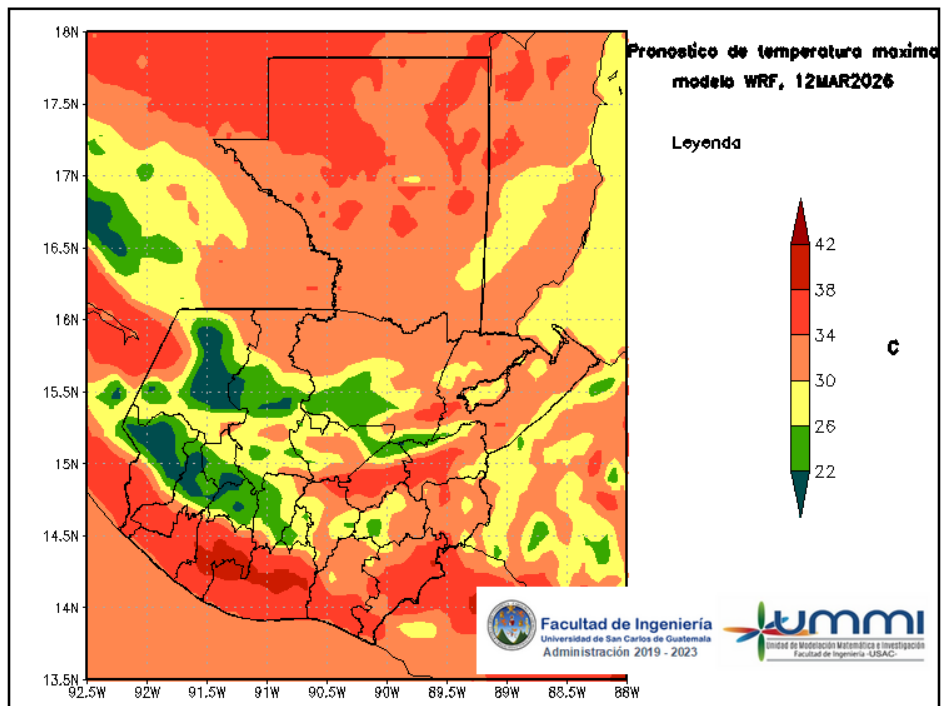 Pronostico de temperatura maxima
modelo WRF, 12MAR2026
Leyenda
42
38
34
30
26
22
C
18N
17.5N
17N
16.5N
16N
15.5N
15N
14.5N
14N
13.5N
92.5W 92W 91.5W 91W 90.5W 90W 89.5W 89W 88.5W 88W
Facultad de Ingeniería
Universidad de San Carlos de Guatemala
Administración 2019 - 2023
UMMI
Unidad de Modelación Matemática e Investigación
Facultad de Ingeniería -USAC-